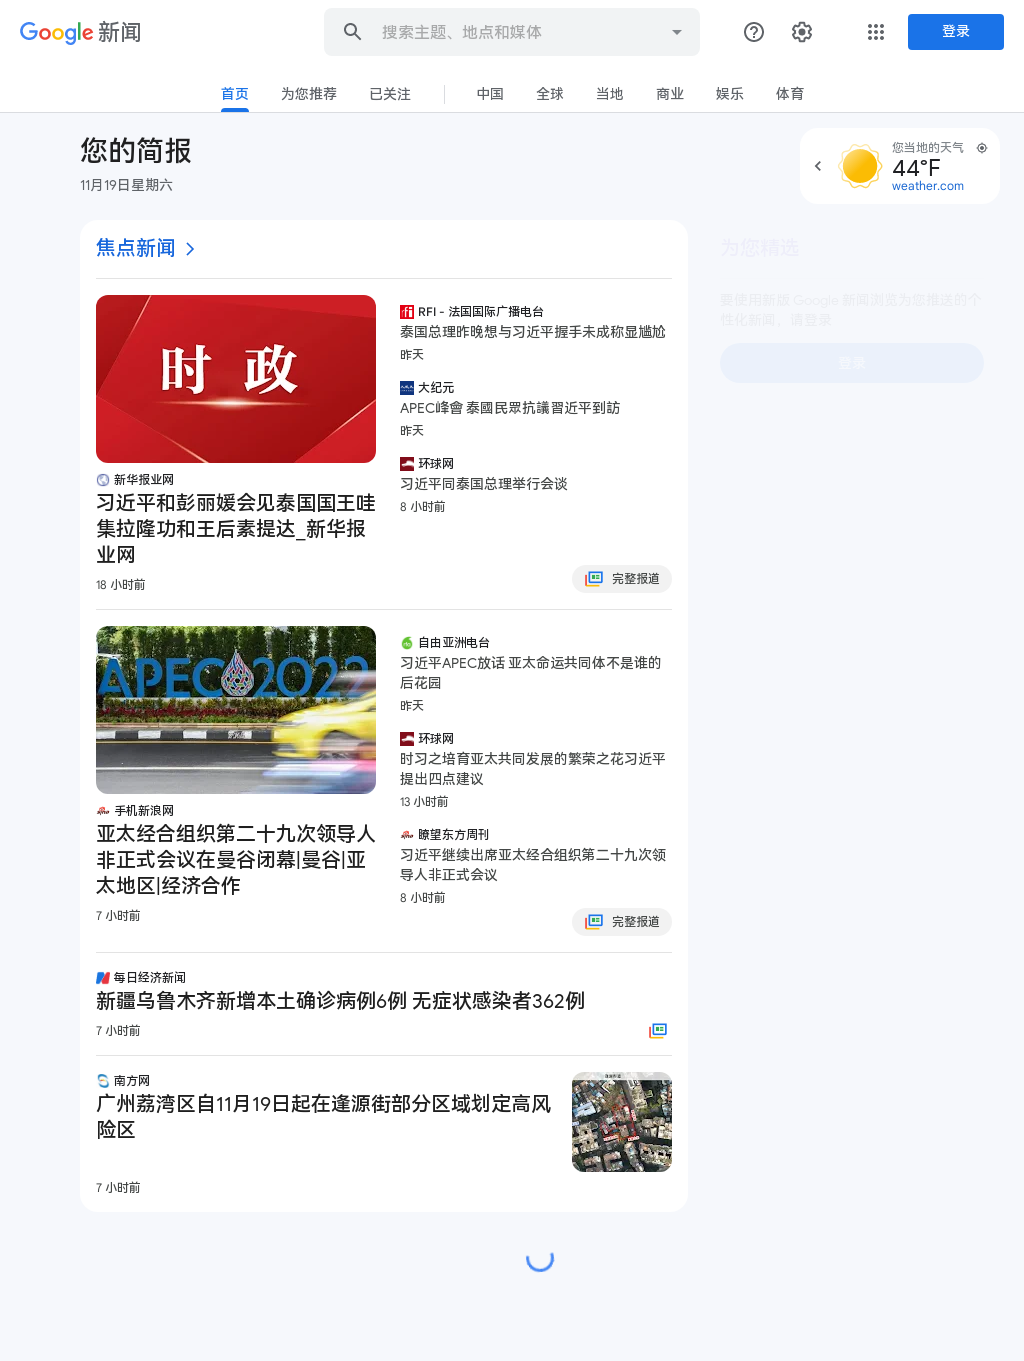 Google 新闻
搜索主题、地点和媒体
登录
首页
为您推荐
已关注
中国
全球
当地
商业
娱乐
体育
您的简报
11月19日星期六
您当地的天气
44°F
weather.com
焦点新闻
时 政
新华报业网
习近平和彭丽媛会见泰国国王哇
集拉隆功和王后素提达_新华报
业网
18 小时前
RFI - 法国国际广播电台
泰国总理昨晚想与习近平握手未成称显尴尬
昨天
大纪元
APEC峰會 泰國民眾抗議習近平到訪
昨天
环球网
习近平同泰国总理举行会谈
8 小时前
完整报道
为您精选
要使用新版 Google 新闻浏览为您推送的个
性化新闻，请登录
登录
APEC 2022
手机新浪网
亚太经合组织第二十九次领导人
非正式会议在曼谷闭幕|曼谷|亚
太地区|经济合作
7 小时前
自由亚洲电台
习近平APEC放话 亚太命运共同体不是谁的
后花园
昨天
环球网
时习之培育亚太共同发展的繁荣之花习近平
提出四点建议
13 小时前
瞭望东方周刊
习近平继续出席亚太经合组织第二十九次领
导人非正式会议
8 小时前
完整报道
每日经济新闻
新疆乌鲁木齐新增本土确诊病例6例 无症状感染者362例
7 小时前
南方网
广州荔湾区自11月19日起在逢源街部分区域划定高风
险区
7 小时前